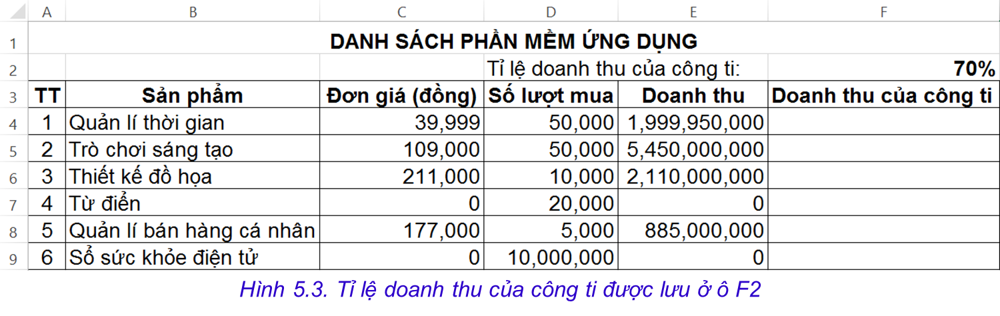 A B C D E F
1 DANH SÁCH PHẦN MỀM ỨNG DỤNG
2 Tỉ lệ doanh thu của công ti: 70%
3 TT Sản phẩm Đơn giá (đồng) Số lượt mua Doanh thu Doanh thu của công ti
4 1 Quản lí thời gian 39,999 50,000 1,999,950,000
5 2 Trò chơi sáng tạo 109,000 50,000 5,450,000,000
6 3 Thiết kế đồ họa 211,000 10,000 2,110,000,000
7 4 Từ điển 0 20,000 0
8 5 Quản lí bán hàng cá nhân 177,000 5,000 885,000,000
9 6 Sổ sức khỏe điện tử 0 10,000,000 0
Hình 5.3. Tỉ lệ doanh thu của công ti được lưu ở ô F2